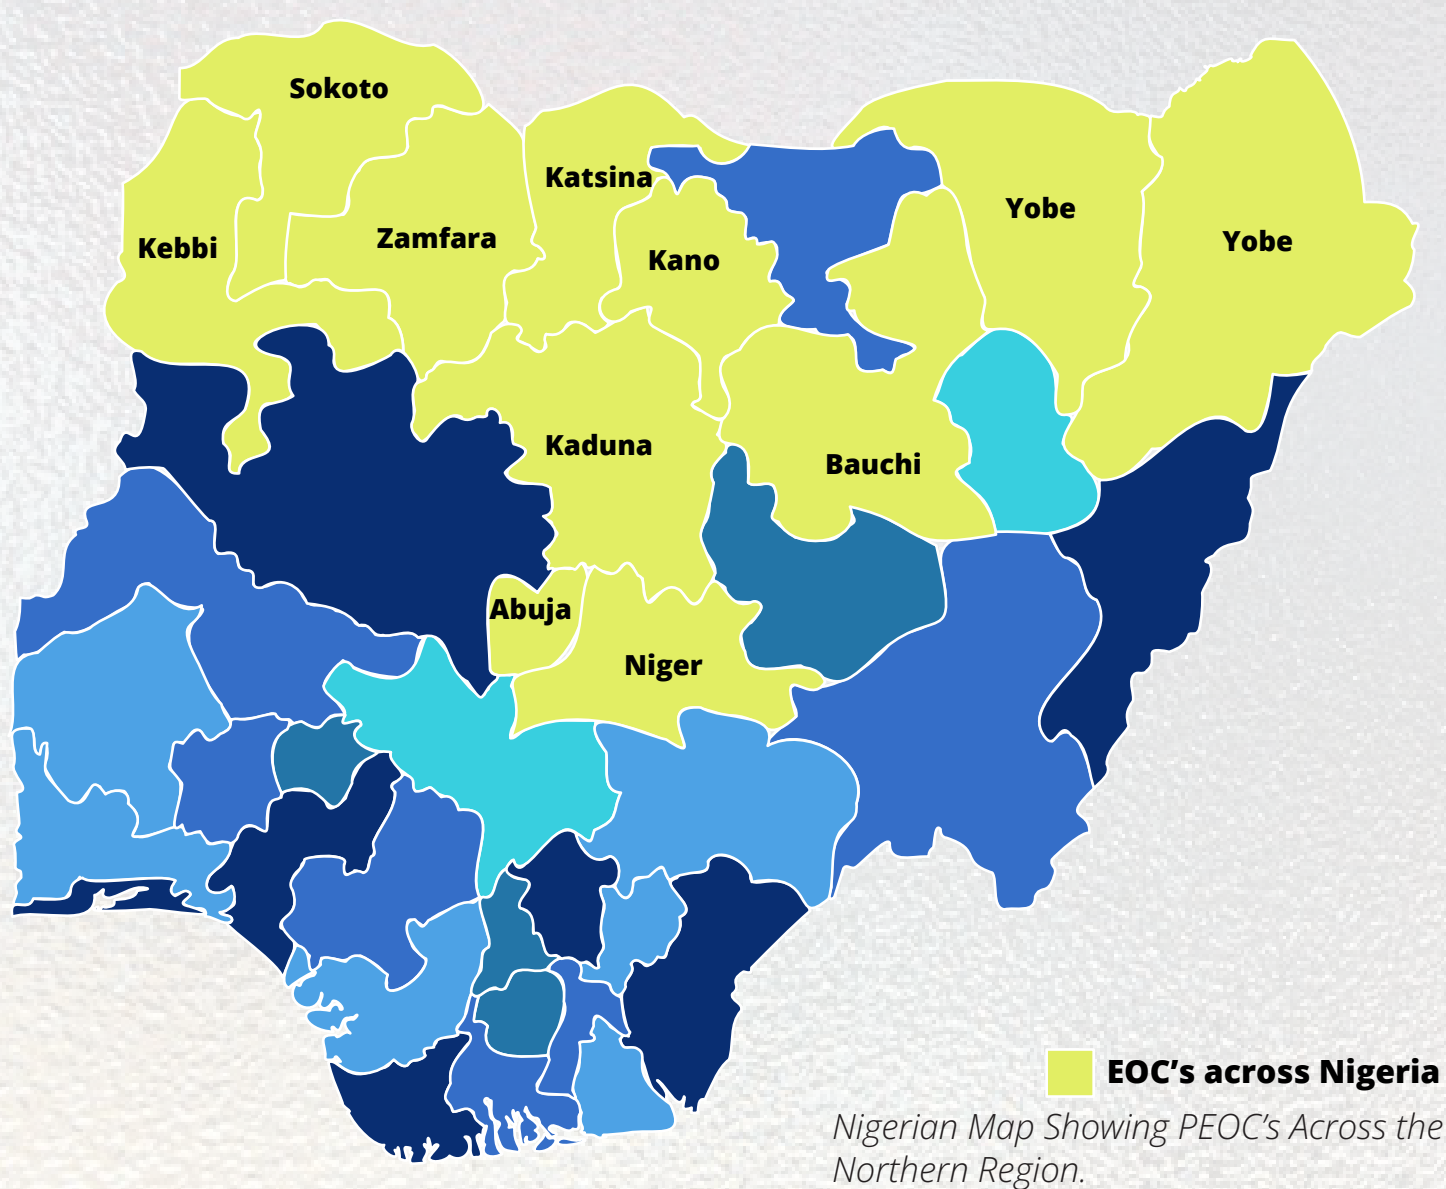 Sokoto
Katsina
Yobe
Zamfara
Yobe
Kebbi
Kano
Kaduna
Bauchi
Abuja
Niger
EOC’s across Nigeria
Nigerian Map Showing PEOC’s Across the
Northern Region.